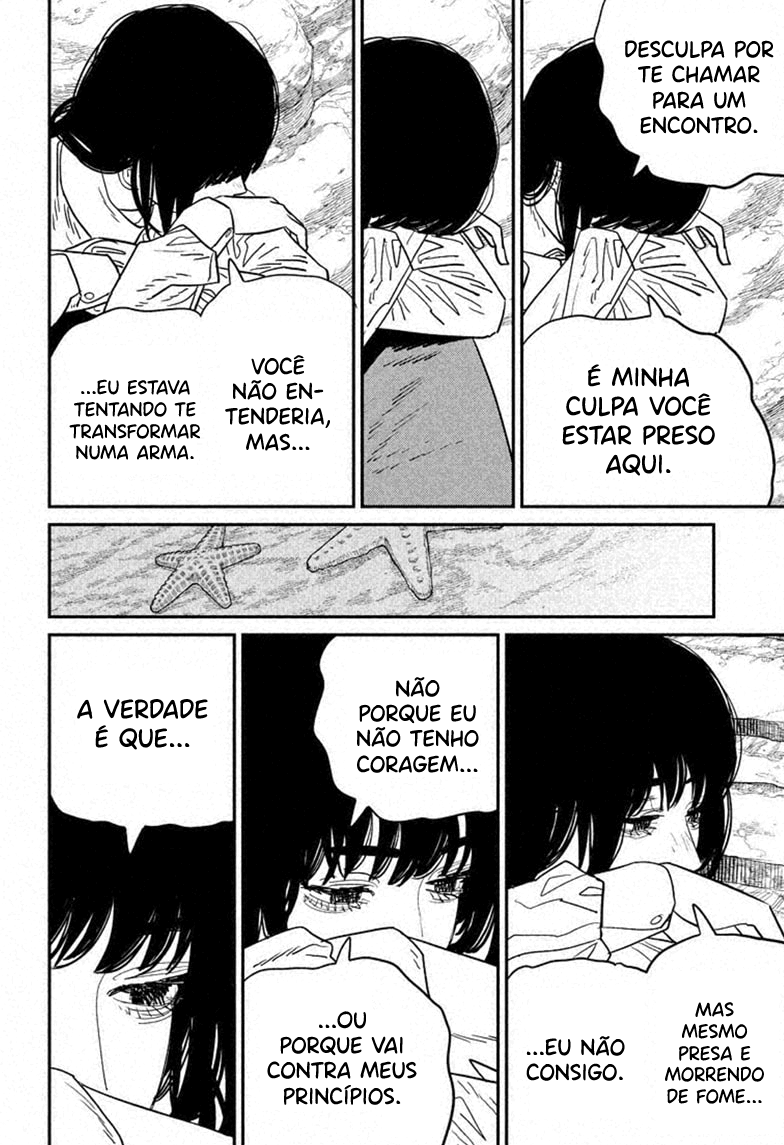 DESCULPA POR
TE CHAMAR
PARA UM
ENCONTRO.
É MINHA
CULPA VOCÊ
ESTAR PRESO
AQUI.
VOCÊ
NÃO EN-
TENDERIA,
MAS...
...EU ESTAVA
TENTANDO TE
TRANSFORMAR
NUMA ARMA.
MAS
MESMO
PRESA E
MORRENDO
DE FOME...
...EU NÃO
CONSIGO.
NÃO
PORQUE EU
NÃO TENHO
CORAGEM...
...OU
PORQUE VAI
CONTRA MEUS
PRINCÍPIOS.
A VERDADE
É QUE...